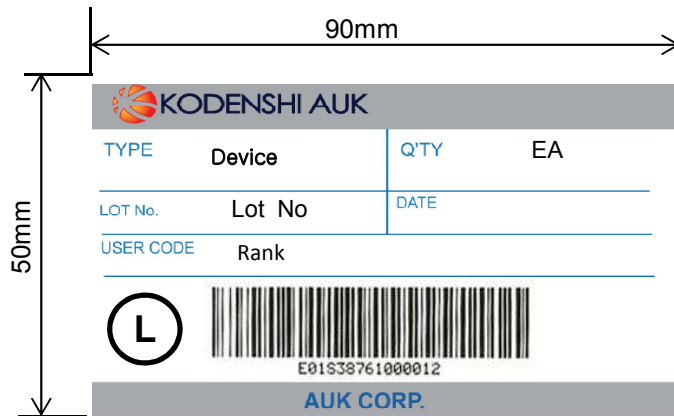 90mm
50mm
KODENSHI AUK
TYPE Device Q'TY EA
LOT No. Lot No DATE
USER CODE Rank
L
E01S38761000012
AUK CORP.